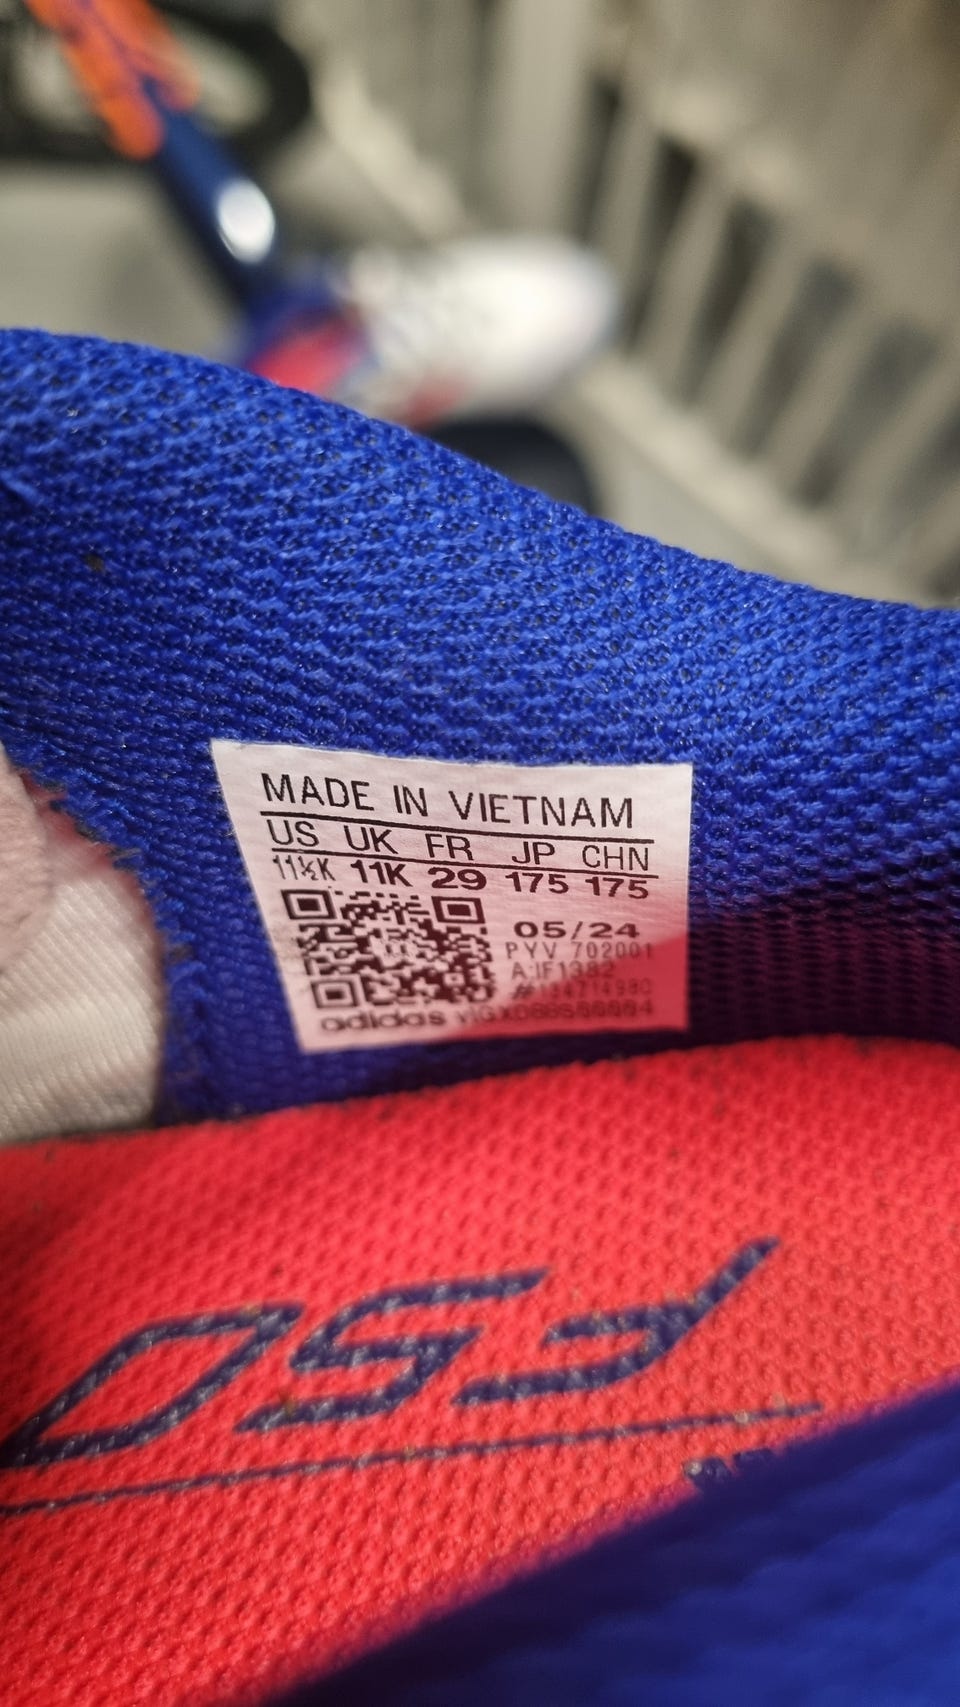 MADE IN VIETNAM
US UK FR JP CHN
11½K 11K 29 175 175
05/24
PYV 702001
A:IF1382
adidas
F50